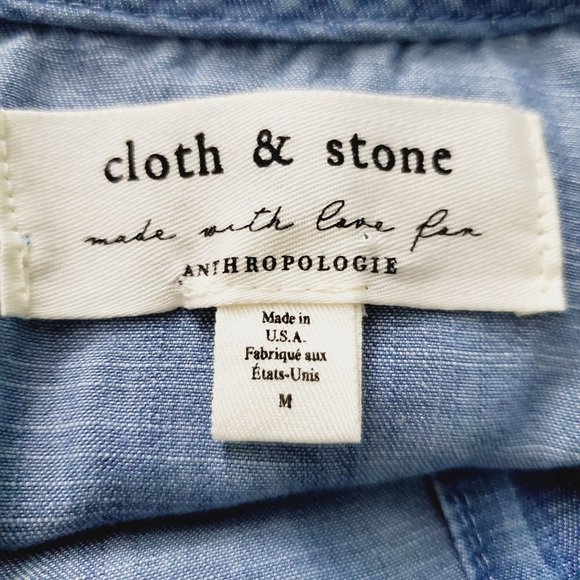 cloth & stone
made with love for
ANTHROPOLOGIE
Made in
U.S.A.
Fabriqué aux
États-Unis
M